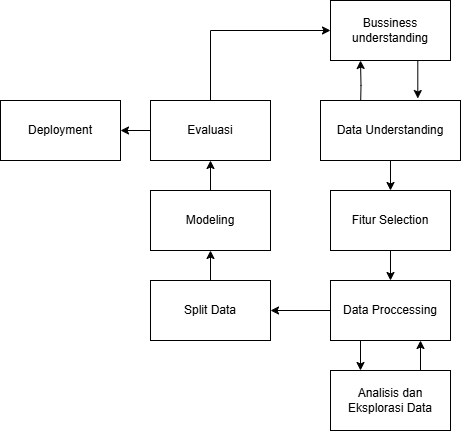 Bussiness
understanding
Deployment
Evaluasi
Data Understanding
Modeling
Fitur Selection
Split Data
Data Proccessing
Analisis dan
Eksplorasi Data